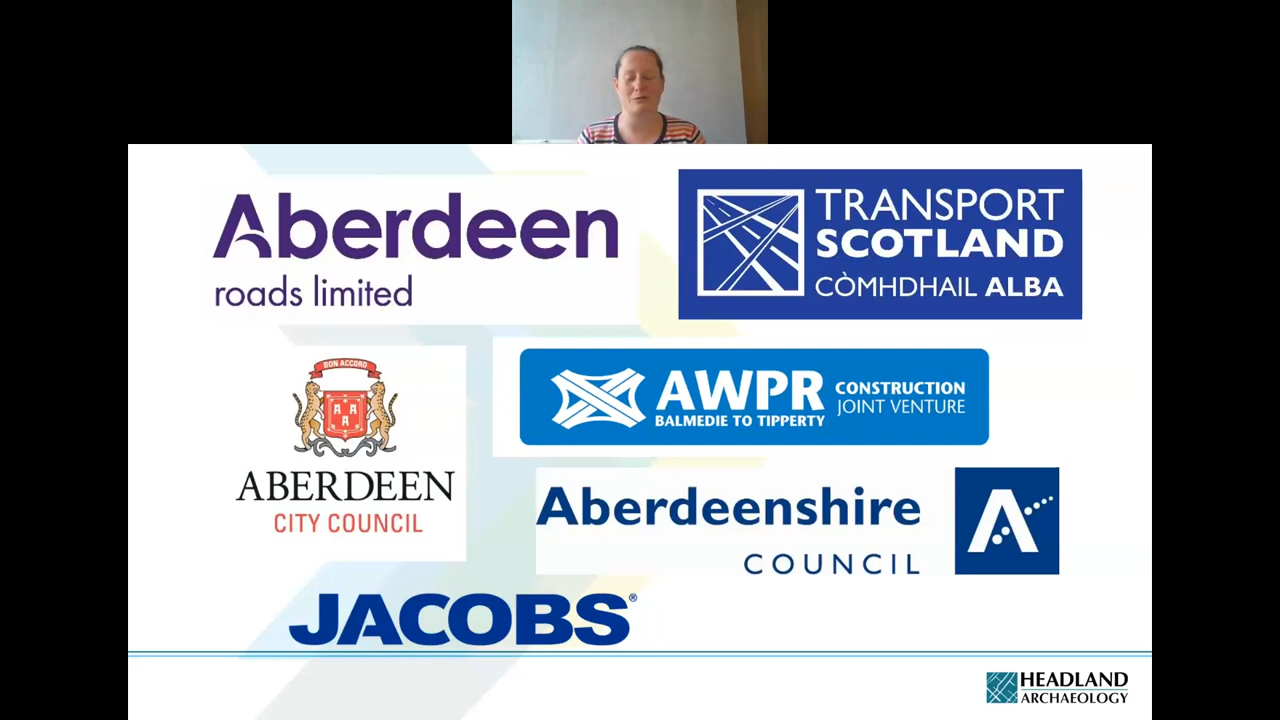 Aberdeen
roads limited
TRANSPORT
SCOTLAND
CÒMHDHAIL ALBA
BON ACCORD
ABERDEEN
CITY COUNCIL
AWPR CONSTRUCTION
BALMEDIE TO TIPPERTY JOINT VENTURE
Aberdeenshire
COUNCIL
JACOBS®
HEADLAND
ARCHAEOLOGY